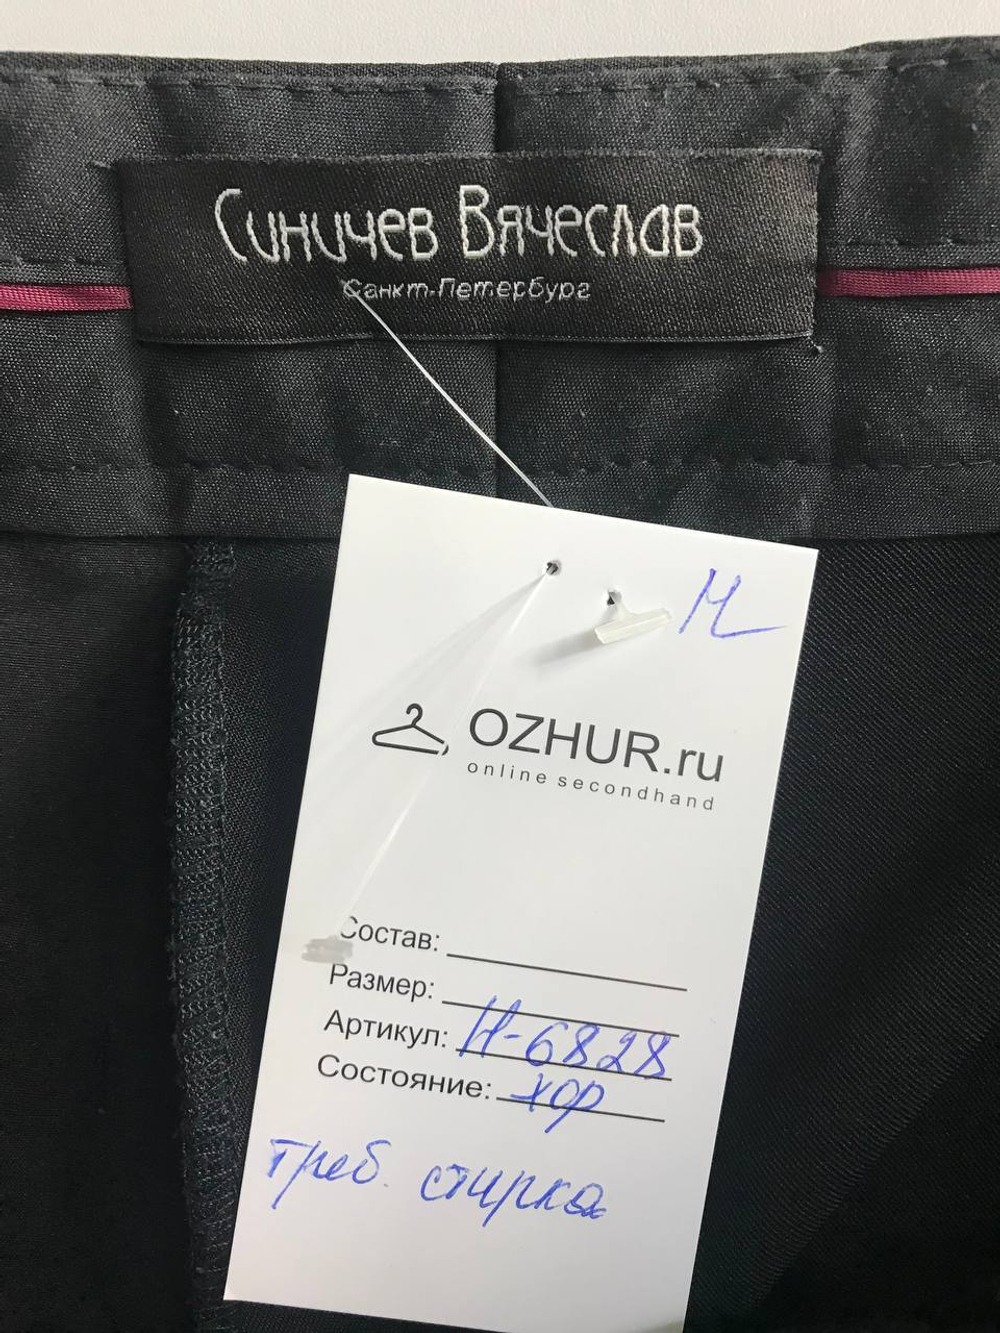 Синичев Вячеслав
Санкт-Петербург
OZHUR.ru
online secondhand
Состав:
Размер:
Артикул: Н-6828
Состояние: хор
треб. стирка